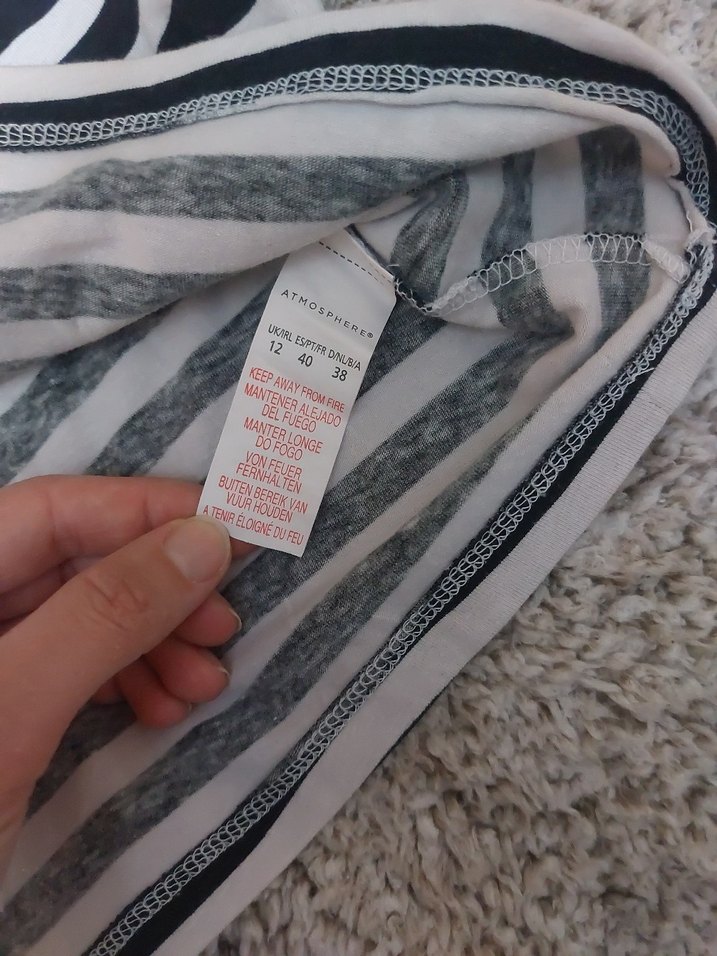 ATMOSPHERE®
UK/IRL ES/PT/FR D/NL/B/A
12 40 38
KEEP AWAY FROM FIRE
MANTENER ALEJADO
DEL FUEGO
MANTER LONGE
DO FOGO
VON FEUER
FERNHALTEN
BUITEN BEREIK VAN
VUUR HOUDEN
A TENIR ÉLOIGNÉ DU FEU